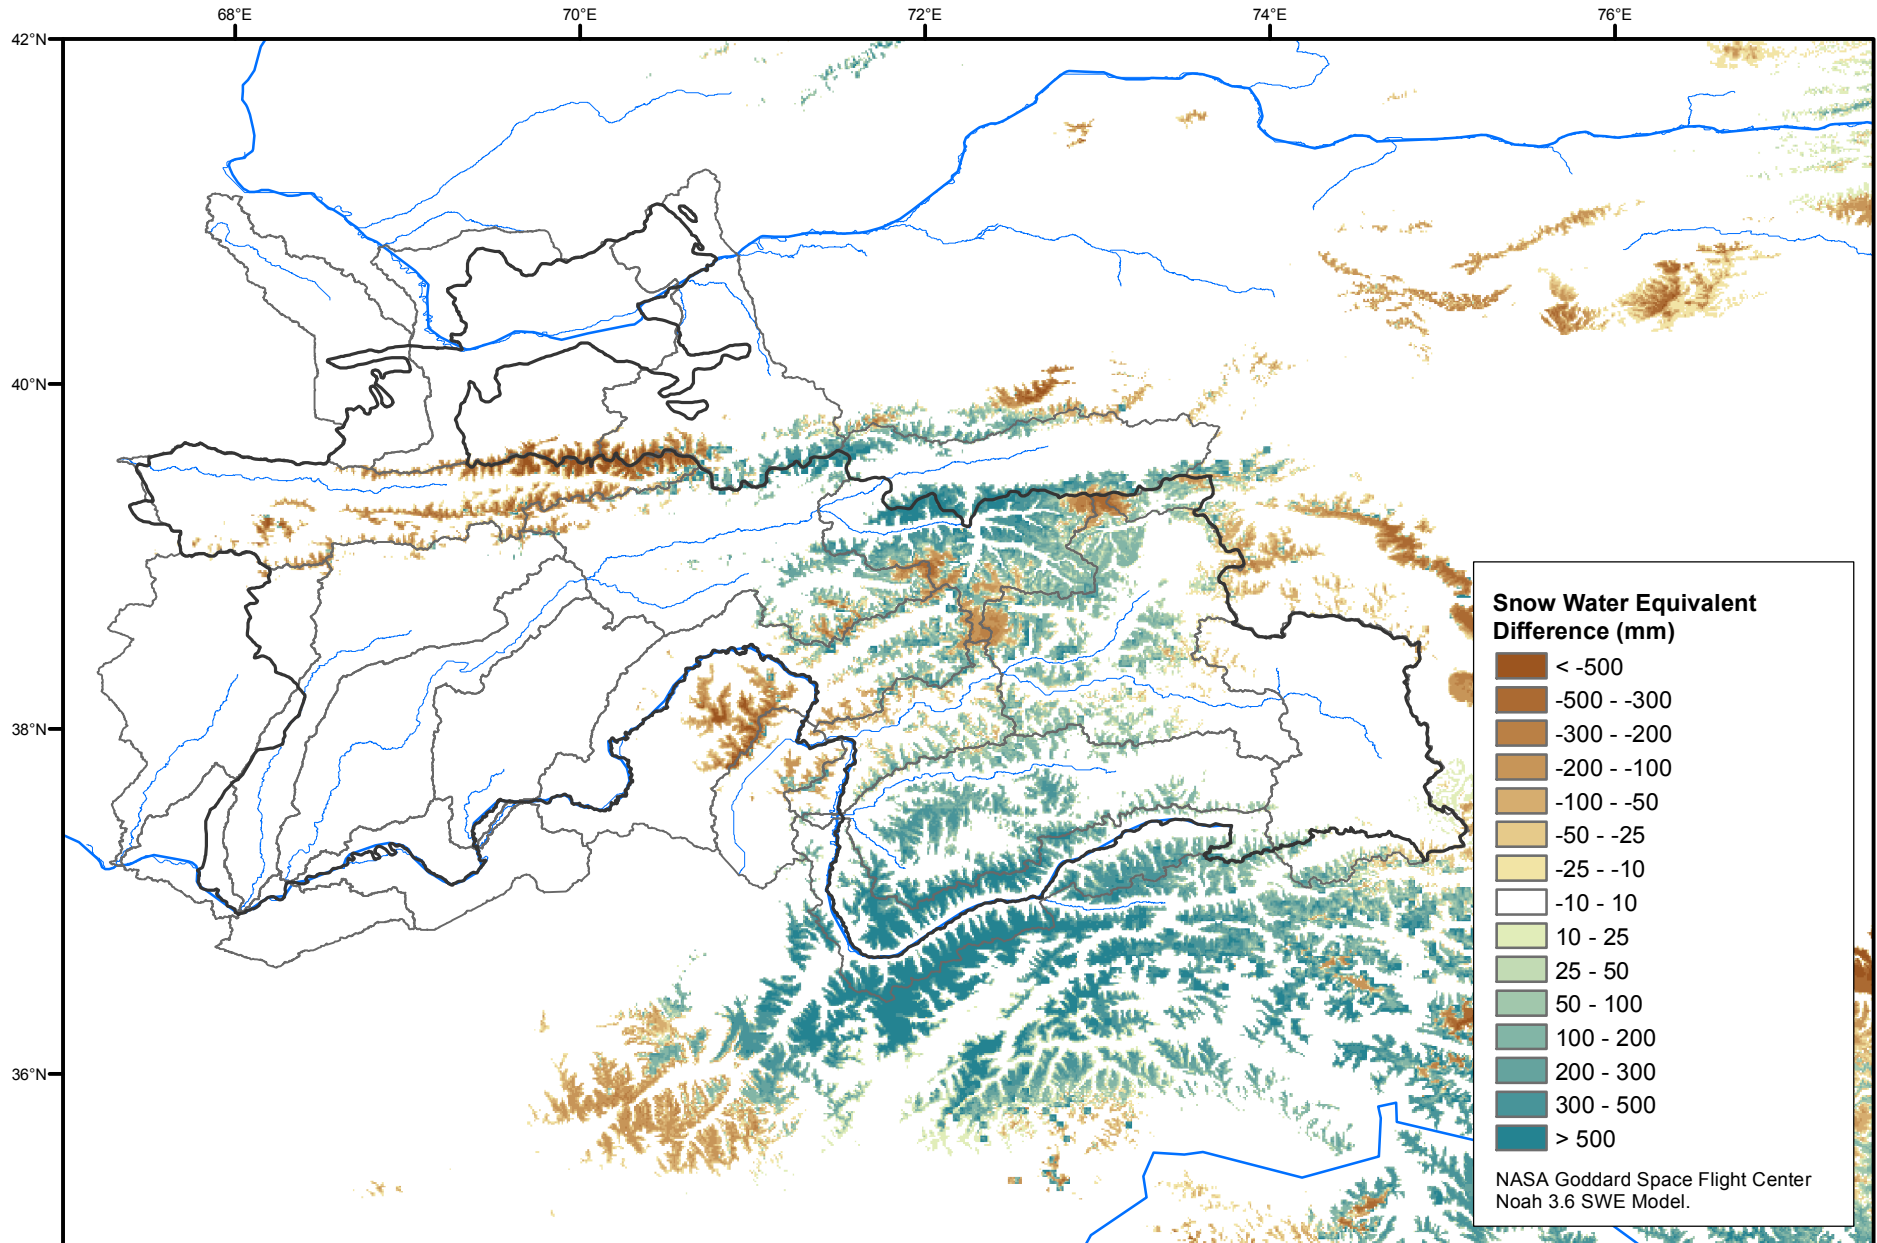 68°E
70°E
72°E
74°E
76°E
42°N
40°N
38°N
36°N
Snow Water Equivalent
Difference (mm)
< -500
-500 - -300
-300 - -200
-200 - -100
-100 - -50
-50 - -25
-25 - -10
-10 - 10
10 - 25
25 - 50
50 - 100
100 - 200
200 - 300
300 - 500
> 500
NASA Goddard Space Flight Center
Noah 3.6 SWE Model.